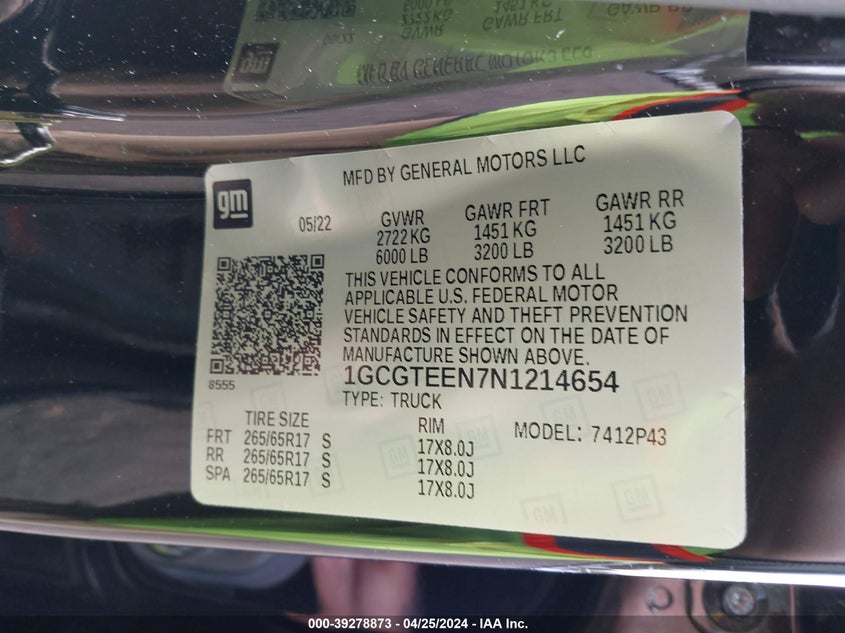 MFD BY GENERAL MOTORS LLC
gm
05/22
GVWR GAWR FRT GAWR RR
2722 KG 1451 KG 1451 KG
6000 LB 3200 LB 3200 LB
THIS VEHICLE CONFORMS TO ALL
APPLICABLE U.S. FEDERAL MOTOR
VEHICLE SAFETY AND THEFT PREVENTION
STANDARDS IN EFFECT ON THE DATE OF
MANUFACTURE SHOWN ABOVE.
8555
1GCGTEEN7N1214654
TYPE: TRUCK
TIRE SIZE RIM MODEL: 7412P43
FRT 265/65R17 S 17X8.0J
RR 265/65R17 S 17X8.0J
SPA 265/65R17 S 17X8.0J
000-39278873 - 04/25/2024 - IAA Inc.